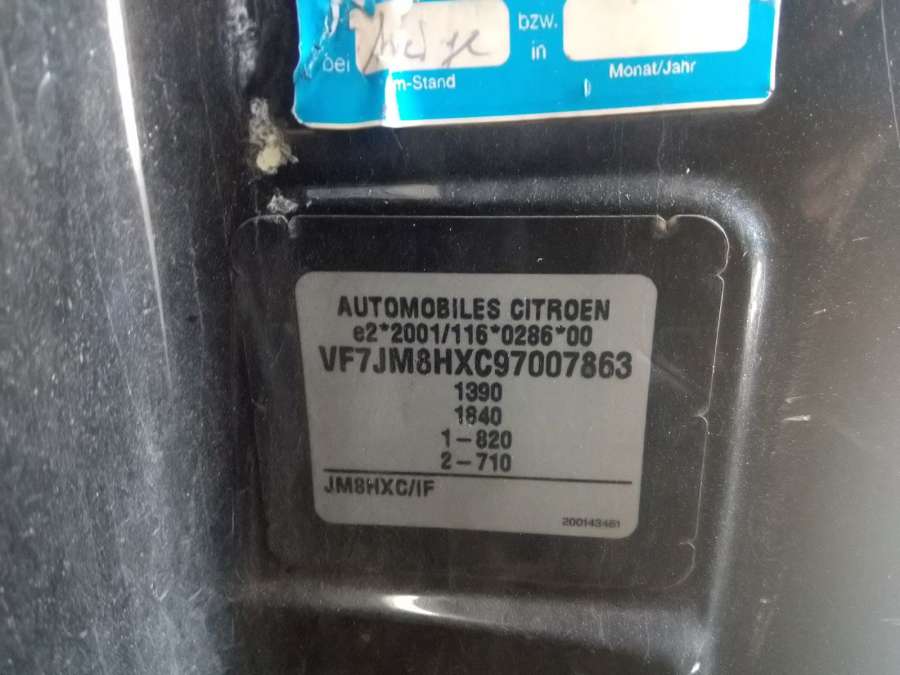 bei
m-Stand
bzw.
in
Monat/Jahr
AUTOMOBILES CITROEN
e2*2001/116*0286*00
VF7JM8HXC97007863
1390
1840
1-820
2-710
JM8HXC/IF
200143461